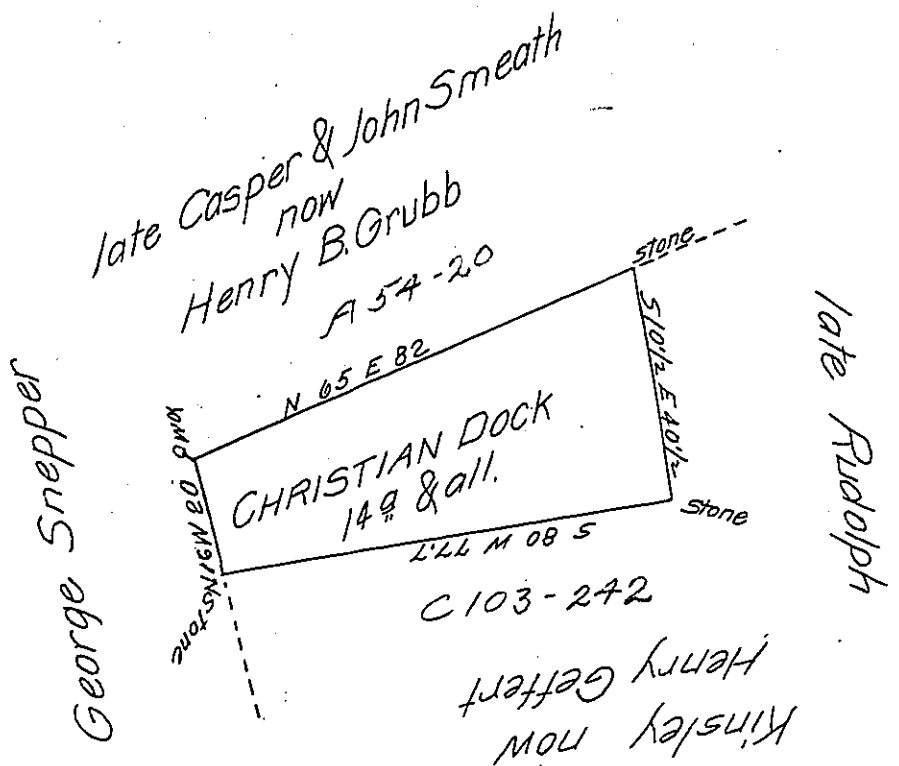 late Casper & John Smeath
now
Henry B. Grubb
A 54-20
stone
N 65 E 82
S 10½ E 40½
late Rudolph
George Snepper
CHRISTIAN DOCK
14a & all.
N 16 W 20
stone
S 80 W 77.7
stone
C 103-242
Kinsley now
Henry Geffert